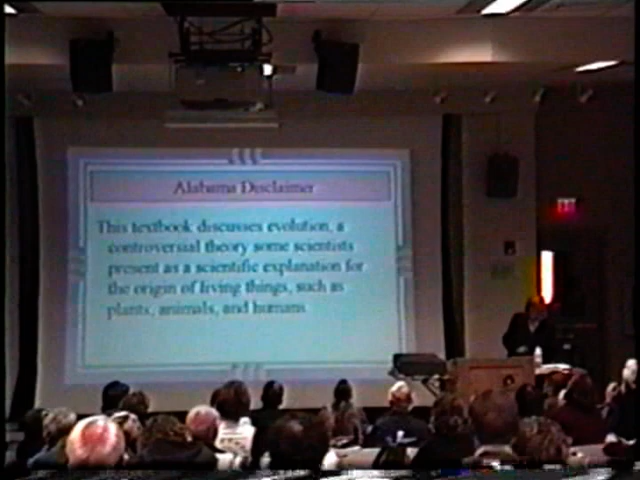 Alabama Disclaimer
This textbook discusses evolution, a
controversial theory some scientists
present as a scientific explanation for
the origin of living things, such as
plants, animals, and humans.